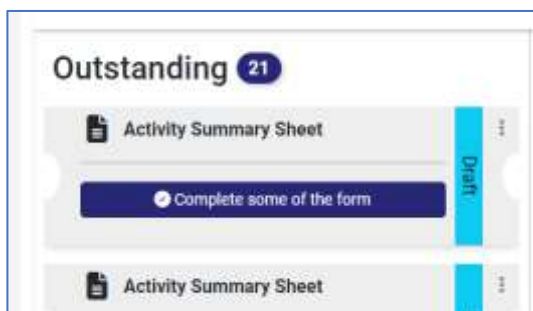 Outstanding 21
Activity Summary Sheet
Draft
Complete some of the form
Activity Summary Sheet